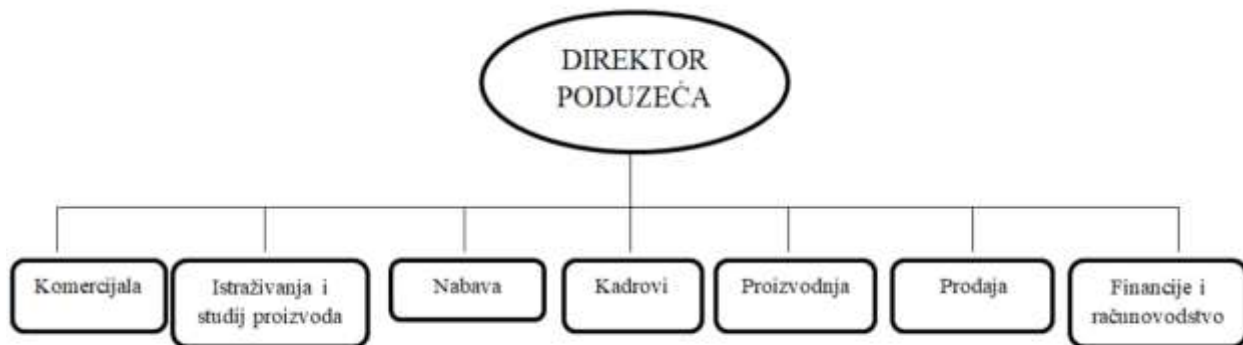 DIREKTOR
PODUZEĆA
Komercijala
Istraživanja i
studij proizvoda
Nabava
Kadrovi
Proizvodnja
Prodaja
Financije i
računovodstvo